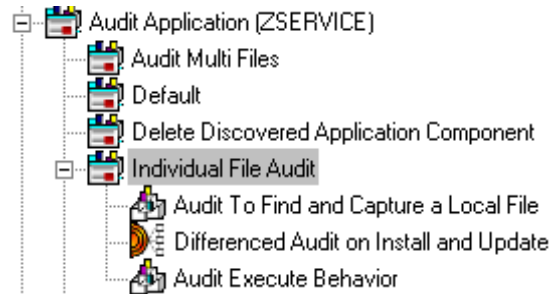 Audit Application (ZSERVICE)
Audit Multi Files
Default
Delete Discovered Application Component
Individual File Audit
Audit To Find and Capture a Local File
Differenced Audit on Install and Update
Audit Execute Behavior